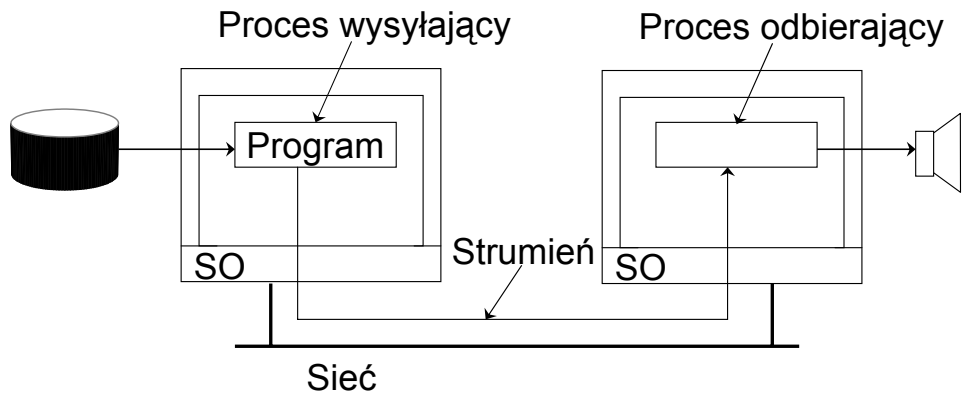 Proces wysyłający
Proces odbierający
Program
Strumień
SO
SO
Sieć